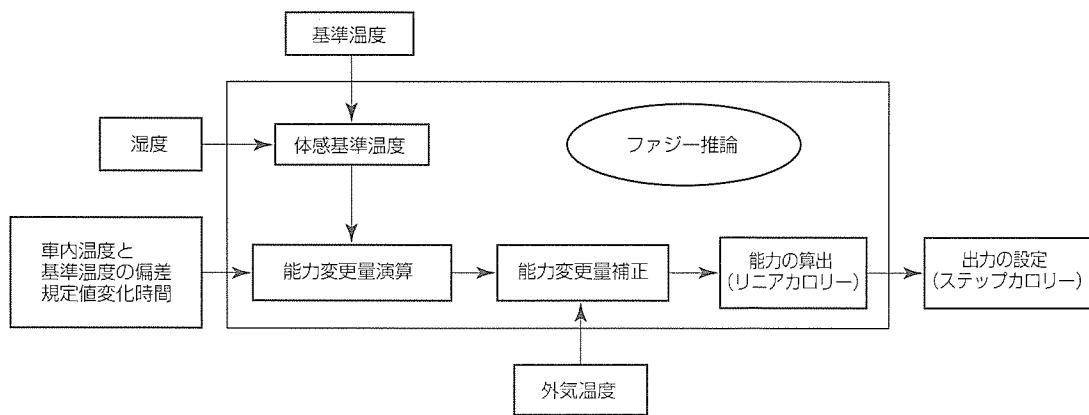 基準温度
湿度
体感基準温度
ファジー推論
車内温度と
基準温度の偏差
規定値変化時間
能力変更量演算
能力変更量補正
能力の算出
(リニアカロリー)
出力の設定
(ステップカロリー)
外気温度